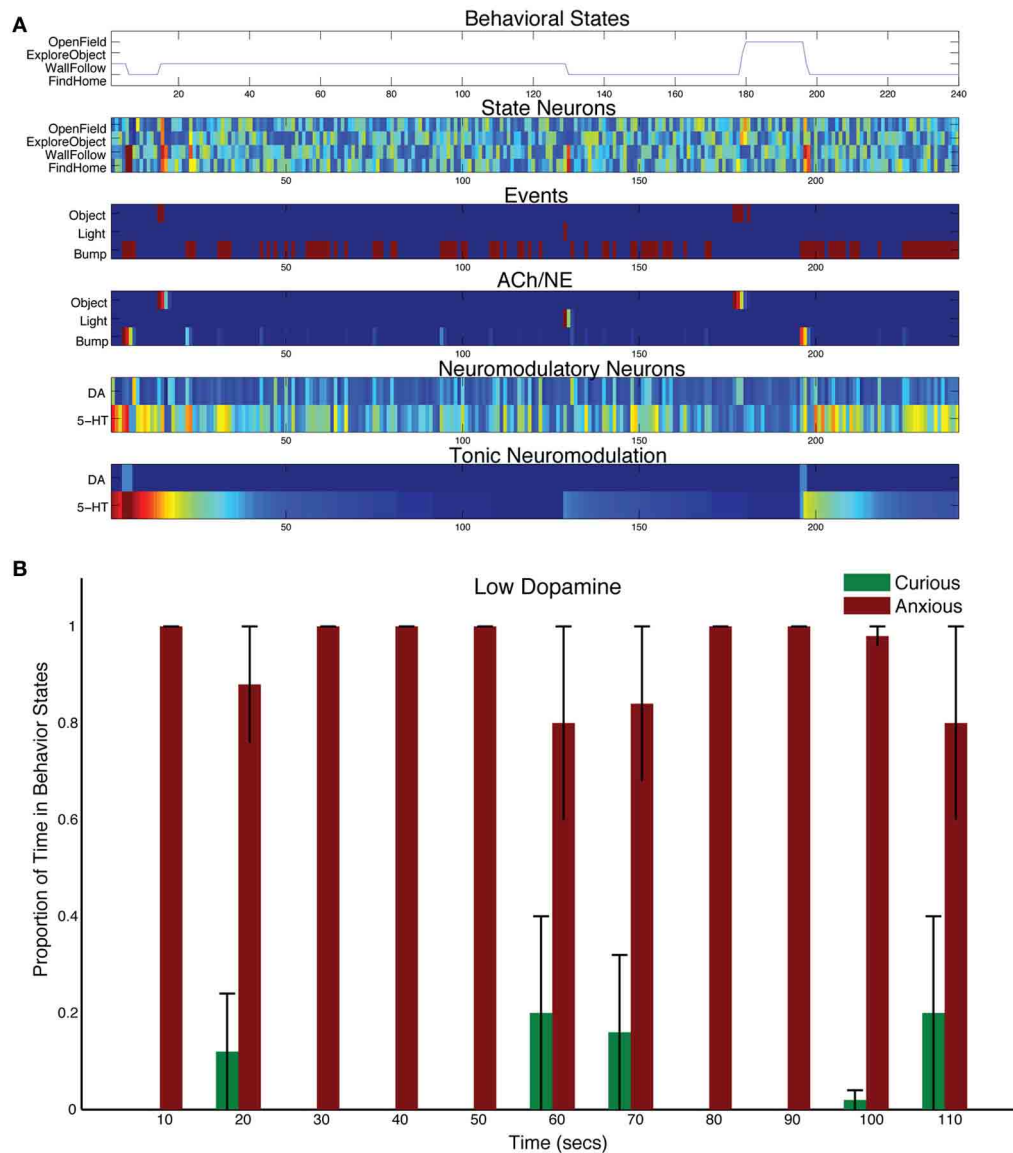 A
Behavioral States
OpenField
ExploreObject
WallFollow
FindHome
20 40 60 80 100 120 140 160 180 200 220 240
State Neurons
OpenField
ExploreObject
WallFollow
FindHome
50 100 150 200
Events
Object
Light
Bump
50 100 150 200
ACh/NE
Object
Light
Bump
50 100 150 200
Neuromodulatory Neurons
DA
5-HT
50 100 150 200
Tonic Neuromodulation
DA
5-HT
50 100 150 200
B
Low Dopamine
Curious
Anxious
Proportion of Time in Behavior States
1
0.8
0.6
0.4
0.2
0
10 20 30 40 50 60 70 80 90 100 110
Time (secs)